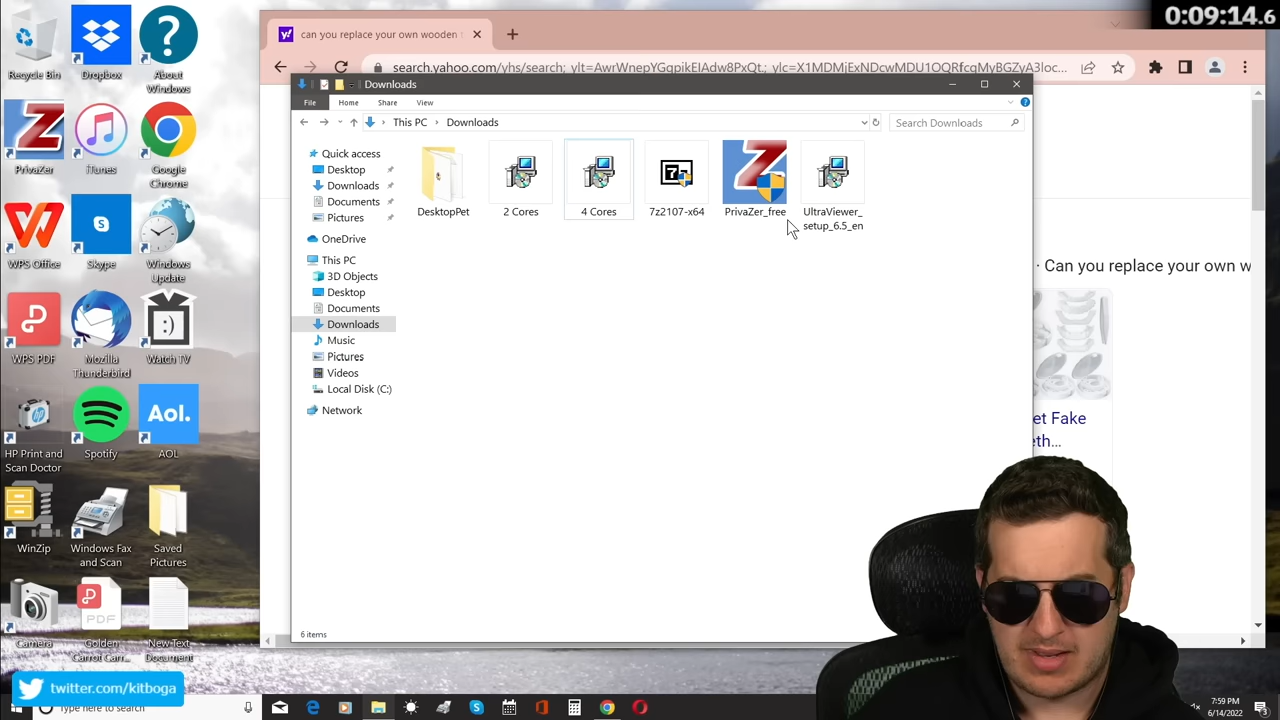 0:09:14.6
can you replace your own wooden t
search.yahoo.com/yhs/search;_ylt=AwrWnepYGqpikEIAdw8PxQt.;_ylc=X1MDMjExNDcwMDU1OQRfcgMyBGZyA3loc...
Recycle Bin
Dropbox
About
Windows
PrivaZer
iTunes
Google
Chrome
WPS Office
Skype
Windows
Update
WPS PDF
Mozilla
Thunderbird
Watch TV
HP Print and
Scan Doctor
Spotify
Aol.
AOL
WinZip
Windows Fax
and Scan
Saved
Pictures
Camera
PDF
Golden
Carrot Carr...
New Text
Document
Downloads
File
Home
Share
View
This PC
Downloads
Search Downloads
Quick access
Desktop
Downloads
Documents
Pictures
OneDrive
This PC
3D Objects
Desktop
Documents
Downloads
Music
Pictures
Videos
Local Disk (C:)
Network
DesktopPet
2 Cores
4 Cores
7z2107-x64
PrivaZer_free
UltraViewer_
setup_6.5_en
6 items
· Can you replace your own w
et Fake
eth...
twitter.com/kitboga
Type here to search
7:59 PM
6/14/2022